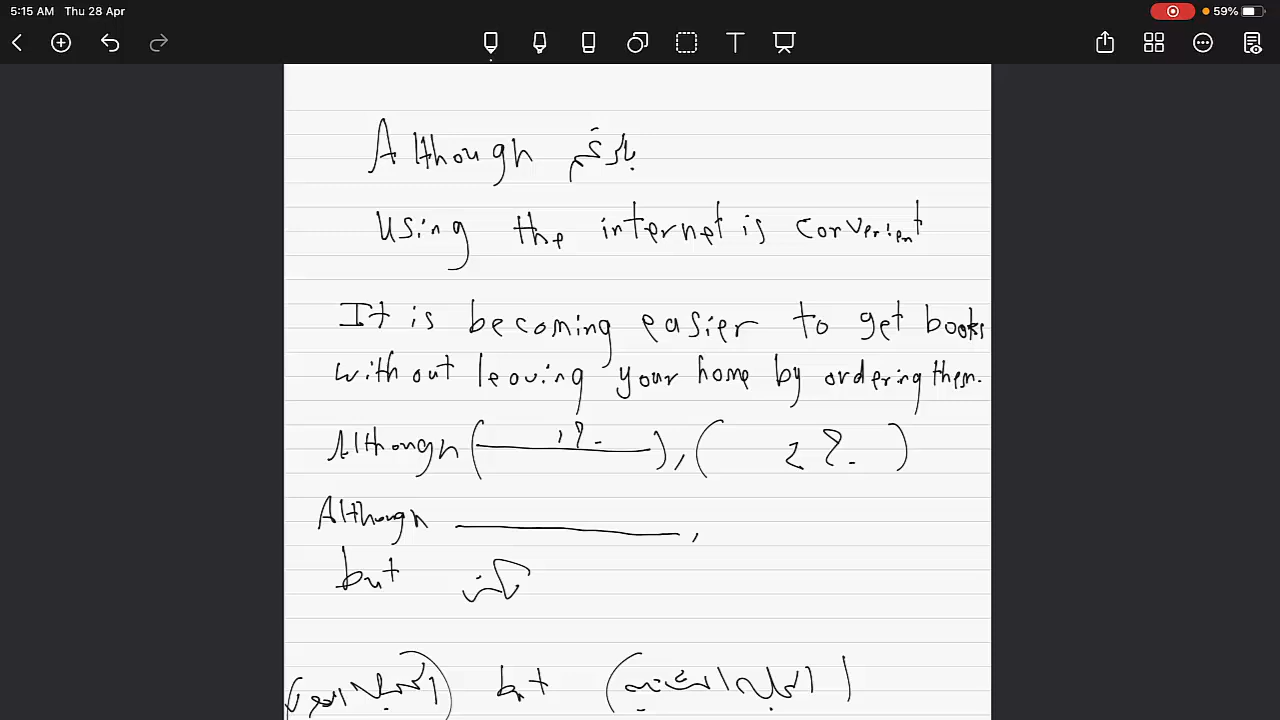 5:15 AM Thu 28 Apr 59%
Although بالرغم
Using the internet is convenient
It is becoming easier to get books
without leaving your home by ordering them.
Although ( ), ( )
Although ,
but لكن
but